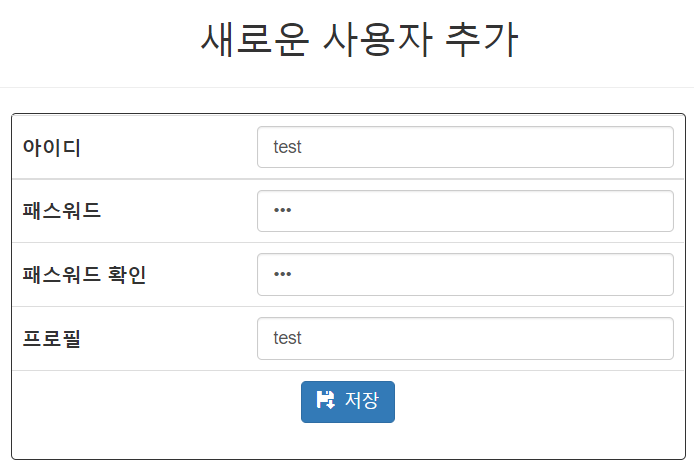 새로운 사용자 추가
아이디 test
패스워드 •••
패스워드 확인 •••
프로필 test
저장